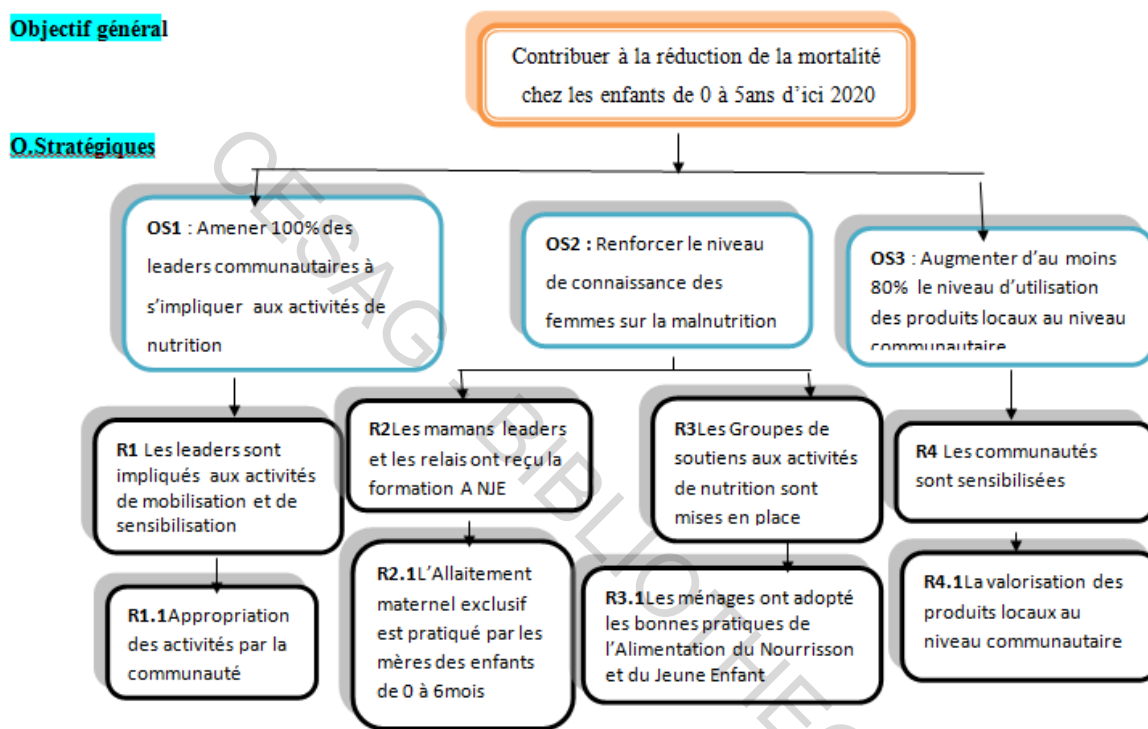 Objectif général
Contribuer à la réduction de la mortalité
chez les enfants de 0 à 5ans d'ici 2020
O.Stratégiques
OS1 : Amener 100% des
leaders communautaires à
s'impliquer aux activités de
nutrition
OS2 : Renforcer le niveau
de connaissance des
femmes sur la malnutrition
OS3 : Augmenter d'au moins
80% le niveau d'utilisation
des produits locaux au niveau
communautaire
R1 Les leaders sont
impliqués aux activités
de mobilisation et de
sensibilisation
R2Les mamans leaders
et les relais ont reçu la
formation A NJE
R3Les Groupes de
soutiens aux activités
de nutrition sont
mises en place
R4 Les communautés
sont sensibilisées
R1.1Appropriation
des activités par la
communauté
R2.1L'Allaitement
maternel exclusif
est pratiqué par les
mères des enfants
de 0 à 6mois
R3.1Les ménages ont adopté
les bonnes pratiques de
l'Alimentation du Nourrisson
et du Jeune Enfant
R4.1La valorisation des
produits locaux au
niveau communautaire
CESAG - BIBLIOTHE